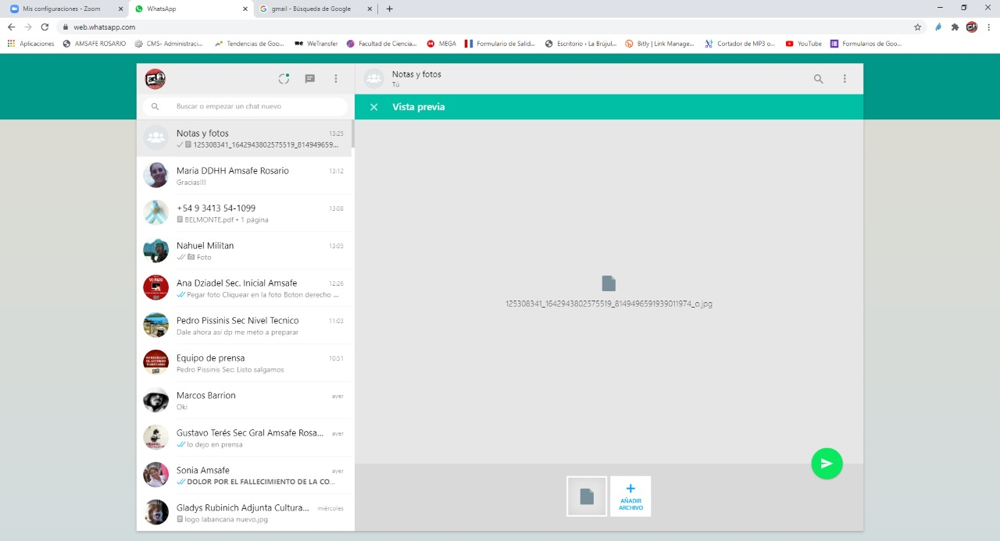 Mis configuraciones - Zoom
WhatsApp
gmail - Búsqueda de Google
web.whatsapp.com
Aplicaciones
AMSAFE ROSARIO
CMS- Administraci...
Tendencias de Goo...
WeTransfer
Facultad de Ciencia...
MEGA
Formulario de Salid...
Escritorio ‹ La Brújul...
Bitly | Link Manage...
Cortador de MP3 o...
YouTube
Formularios de Goo...
Notas y fotos
Tú
Buscar o empezar un chat nuevo
Vista previa
Notas y fotos 13:25
125308341_1642943802575519_814949659...
Maria DDHH Amsafe Rosario 13:12
Gracias!!!
+54 9 3413 54-1099 13:08
BELMONTE.pdf • 1 página
Nahuel Militan 13:05
Foto
Ana Dziadel Sec. Inicial Amsafe 12:26
Pegar foto Cliquear en la foto Boton derecho ...
Pedro Pissinis Sec Nivel Tecnico 11:03
Dale ahora así dp me meto a preparar
Equipo de prensa 10:51
Pedro Pissinis Sec: Listo salgamos
Marcos Barrion ayer
Oki
Gustavo Terés Sec Gral Amsafe Rosa... ayer
lo dejo en prensa
Sonia Amsafe ayer
DOLOR POR EL FALLECIMIENTO DE LA CO...
Gladys Rubinich Adjunta Cultura... miércoles
logo labancaria nuevo.jpg
125308341_1642943802575519_8149496591939011974_o.jpg
AÑADIR
ARCHIVO